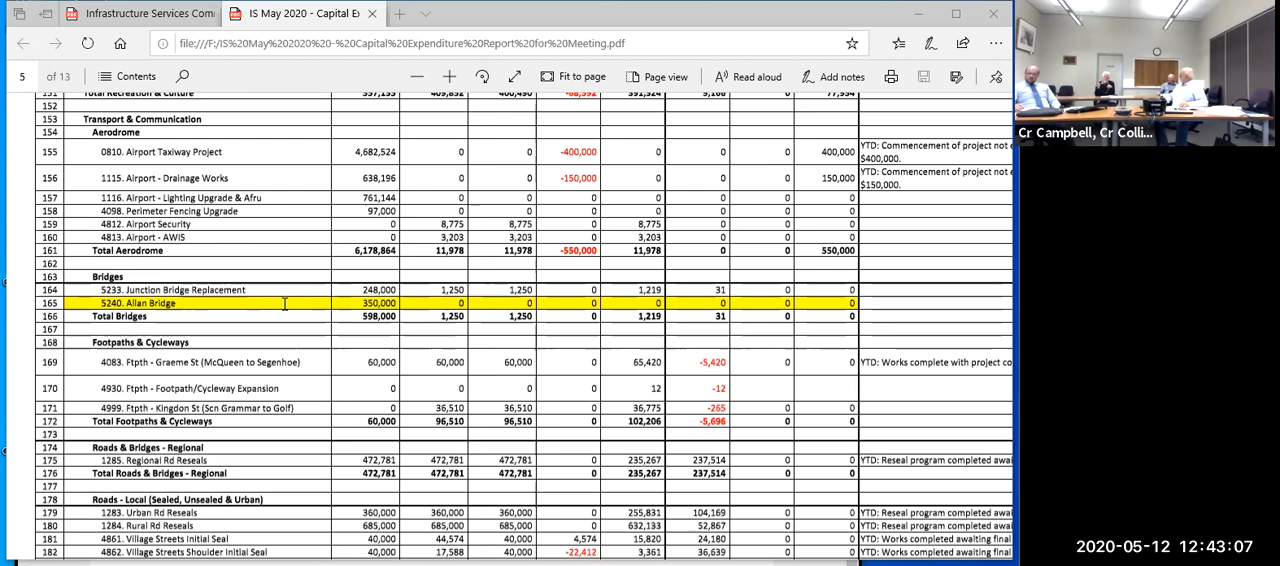 Infrastructure Services Com
IS May 2020 - Capital E
file:///F:/IS%20May%202020%20-%20Capital%20Expenditure%20Report%20for%20Meeting.pdf
5 of 13 Contents Fit to page Page view Read aloud Add notes
151 Total Recreation & Culture -68,592 0
152
153 Transport & Communication
154 Aerodrome
155 0810. Airport Taxiway Project 4,682,524 0 0 -400,000 0 0 0 400,000 YTD: Commencement of project not e
$400,000.
156 1115. Airport - Drainage Works 638,196 0 0 -150,000 0 0 0 150,000 YTD: Commencement of project not e
$150,000.
157 1116. Airport - Lighting Upgrade & Afru 761,144 0 0 0 0 0 0 0
158 4098. Perimeter Fencing Upgrade 97,000 0 0 0 0 0 0 0
159 4812. Airport Security 0 8,775 8,775 0 8,775 0 0 0
160 4813. Airport - AWIS 0 3,203 3,203 0 3,203 0 0 0
161 Total Aerodrome 6,178,864 11,978 11,978 -550,000 11,978 0 0 550,000
162
163 Bridges
164 5233. Junction Bridge Replacement 248,000 1,250 1,250 0 1,219 31 0 0
165 5240. Allan Bridge 350,000 0 0 0 0 0 0 0
166 Total Bridges 598,000 1,250 1,250 0 1,219 31 0 0
167
168 Footpaths & Cycleways
169 4083. Ftpth - Graeme St (McQueen to Segenhoe) 60,000 60,000 60,000 0 65,420 -5,420 0 0 YTD: Works complete with project co
170 4930. Ftpth - Footpath/Cycleway Expansion 0 0 0 0 12 -12
171 4999. Ftpth - Kingdon St (Scn Grammar to Golf) 0 36,510 36,510 0 36,775 -265 0 0
172 Total Footpaths & Cycleways 60,000 96,510 96,510 0 102,206 -5,696 0 0
173
174 Roads & Bridges - Regional
175 1285. Regional Rd Reseals 472,781 472,781 472,781 0 235,267 237,514 0 0 YTD: Reseal program completed awai
176 Total Roads & Bridges - Regional 472,781 472,781 472,781 0 235,267 237,514 0 0
177
178 Roads - Local (Sealed, Unsealed & Urban)
179 1283. Urban Rd Reseals 360,000 360,000 360,000 0 255,831 104,169 0 0 YTD: Reseal program completed awai
180 1284. Rural Rd Reseals 685,000 685,000 685,000 0 632,133 52,867 0 0 YTD: Reseal program completed awai
181 4861. Village Streets Initial Seal 40,000 44,574 40,000 4,574 15,820 24,180 0 0 YTD: Works completed awaiting final
182 4862. Village Streets Shoulder Initial Seal 40,000 17,588 40,000 -22,412 3,361 36,639 0 0 YTD: Works completed awaiting final
Cr Campbell, Cr Colli...
2020-05-12 12:43:07